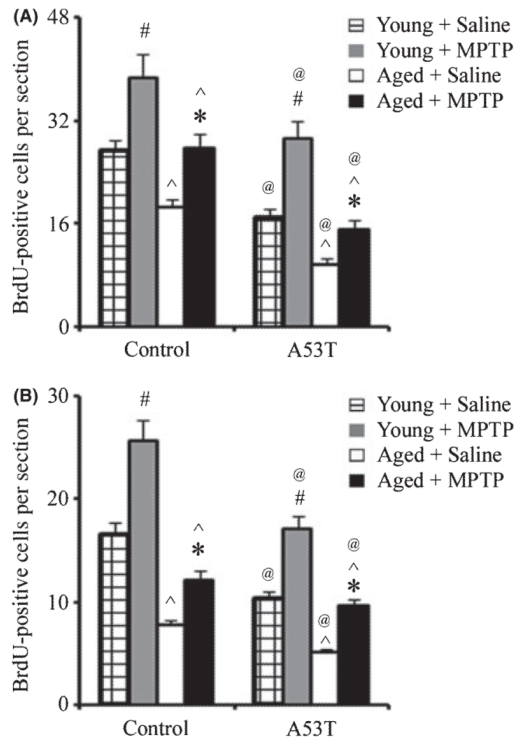 (A)
BrdU-positive cells per section
48
32
16
0
Young + Saline
Young + MPTP
Aged + Saline
Aged + MPTP
#
^
^
*
@
@
#
@
^
@
^
*
Control A53T
(B)
BrdU-positive cells per section
30
20
10
0
Young + Saline
Young + MPTP
Aged + Saline
Aged + MPTP
#
^
^
*
@
@
#
@
^
@
^
*
Control A53T